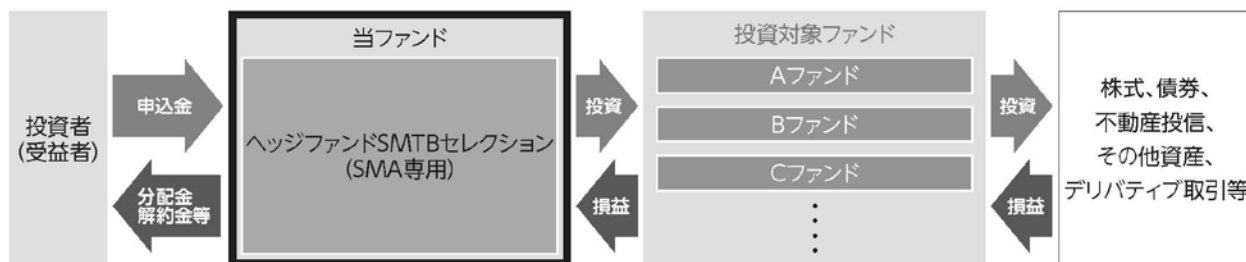 投資者
(受益者)
申込金
分配金
解約金等
当ファンド
ヘッジファンドSMTBセレクション
(SMA専用)
投資
損益
投資対象ファンド
Aファンド
Bファンド
Cファンド
投資
損益
株式、債券、
不動産投信、
その他資産、
デリバティブ取引等